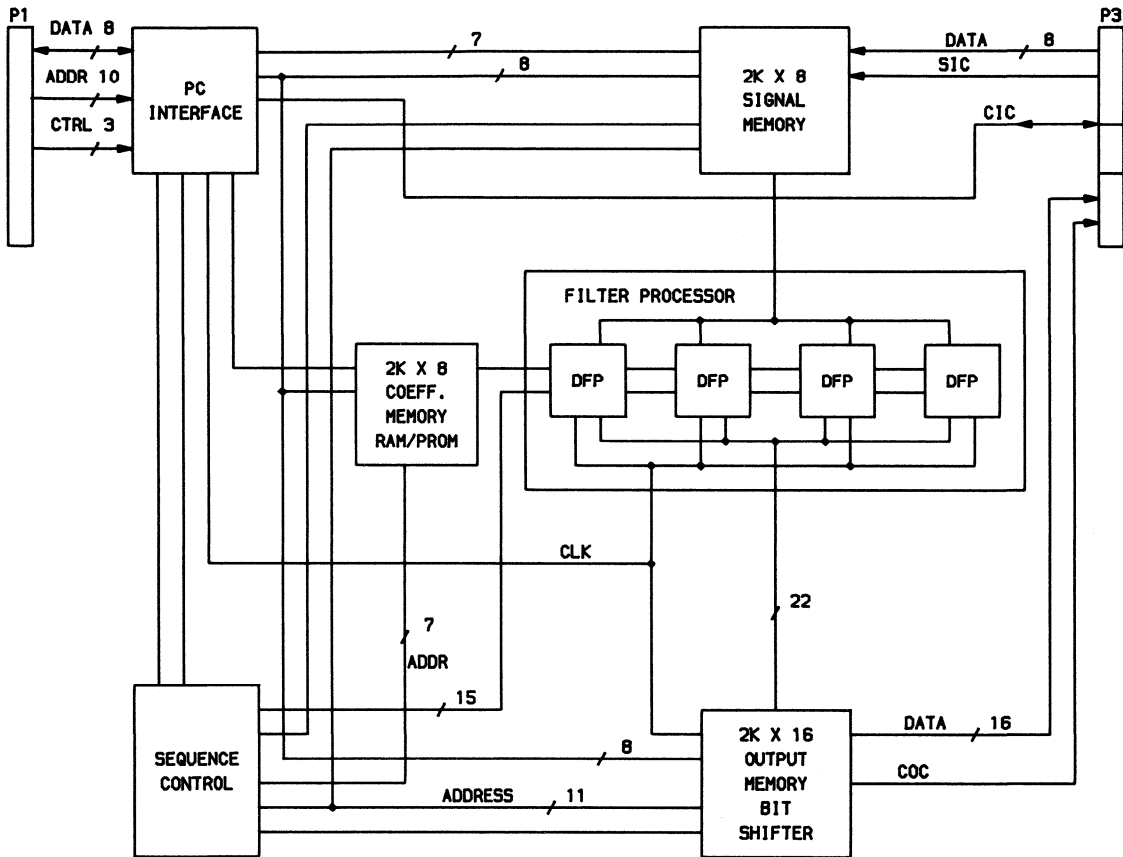 P1
P3
DATA 8
ADDR 10
CTRL 3
PC
INTERFACE
7
8
2K X 8
SIGNAL
MEMORY
DATA 8
SIC
CIC
FILTER PROCESSOR
DFP
DFP
DFP
DFP
2K X 8
COEFF.
MEMORY
RAM/PROM
CLK
22
7
ADDR
15
SEQUENCE
CONTROL
8
ADDRESS 11
2K X 16
OUTPUT
MEMORY
BIT
SHIFTER
DATA 16
COC